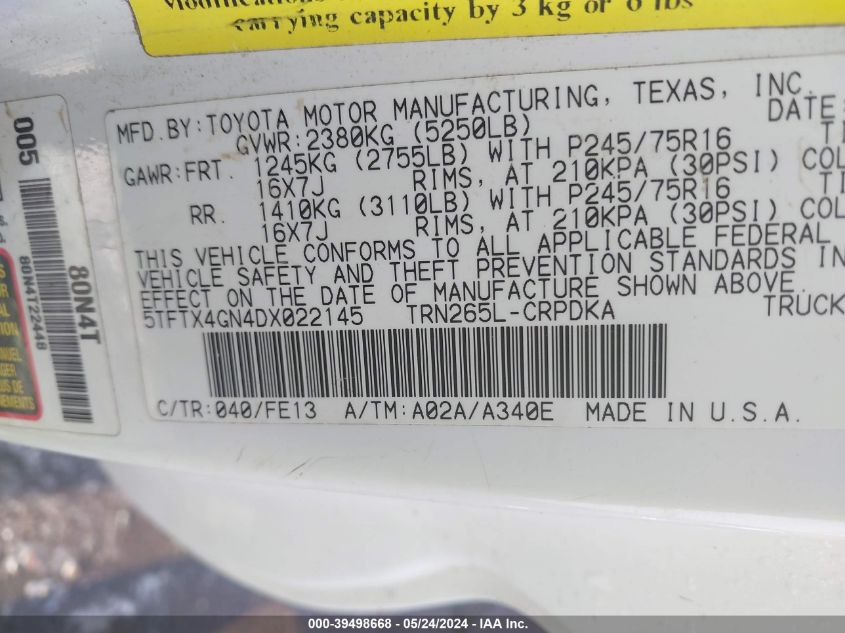 Modifications
carrying capacity by 3 kg or 6 lbs
MFD.BY:TOYOTA MOTOR MANUFACTURING, TEXAS, INC.
DATE:
GVWR:2380KG (5250LB)
GAWR:FRT. 1245KG (2755LB) WITH P245/75R16 TI
16X7J RIMS, AT 210KPA (30PSI) COL
RR. 1410KG (3110LB) WITH P245/75R16 TI
16X7J RIMS, AT 210KPA (30PSI) COL
THIS VEHICLE CONFORMS TO ALL APPLICABLE FEDERAL
VEHICLE SAFETY AND THEFT PREVENTION STANDARDS IN
EFFECT ON THE DATE OF MANUFACTURE SHOWN ABOVE.
5TFTX4GN4DX022145 TRN265L-CRPDKA TRUCK
C/TR:040/FE13 A/TM:A02A/A340E MADE IN U.S.A.
005
80N4T
80N4T22448
000-39498668 - 05/24/2024 - IAA Inc.